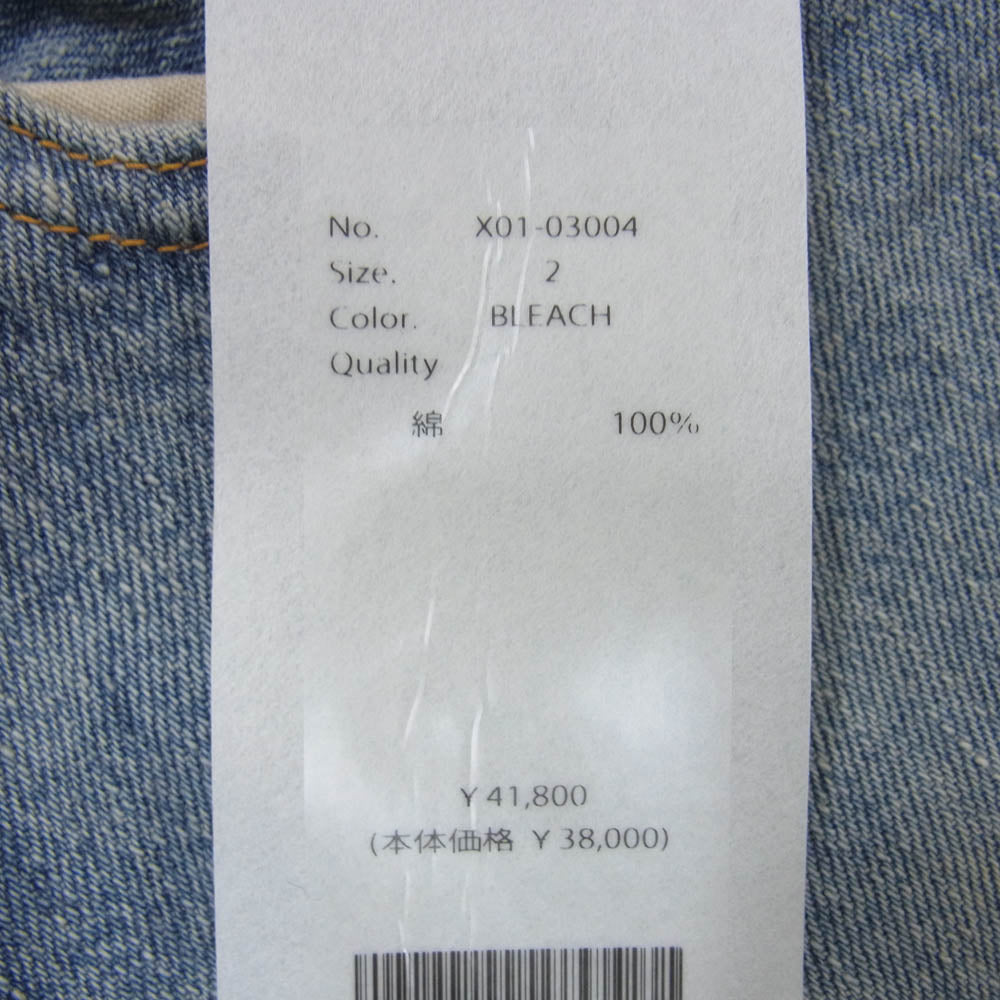 No. X01-03004
Size. 2
Color. BLEACH
Quality
綿 100%
¥ 41,800
(本体価格 ¥ 38,000)